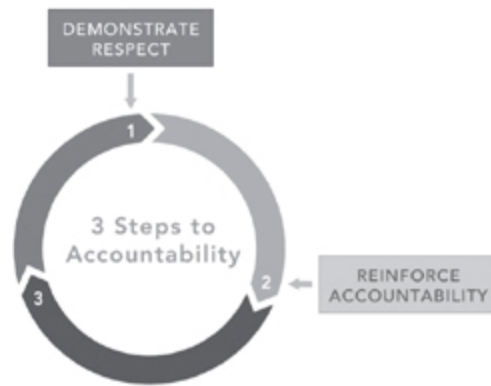 DEMONSTRATE
RESPECT
1
3 Steps to
Accountability
2
REINFORCE
ACCOUNTABILITY
3